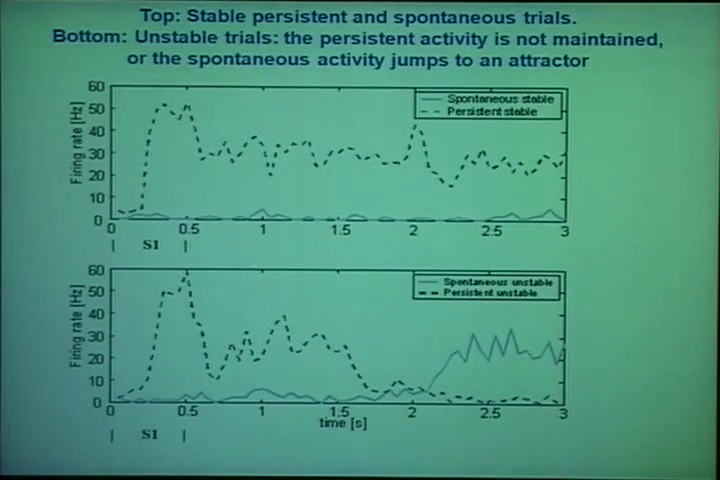 Top: Stable persistent and spontaneous trials.
Bottom: Unstable trials: the persistent activity is not maintained,
or the spontaneous activity jumps to an attractor
60
50
40
30
20
10
0
Firing rate [Hz]
Spontaneous stable
Persistent stable
0 0.5 1 1.5 2 2.5 3
| S1 |
60
50
40
30
20
10
0
Firing rate [Hz]
Spontaneous unstable
Persistent unstable
0 0.5 1 1.5 2 2.5 3
time [s]
| S1 |